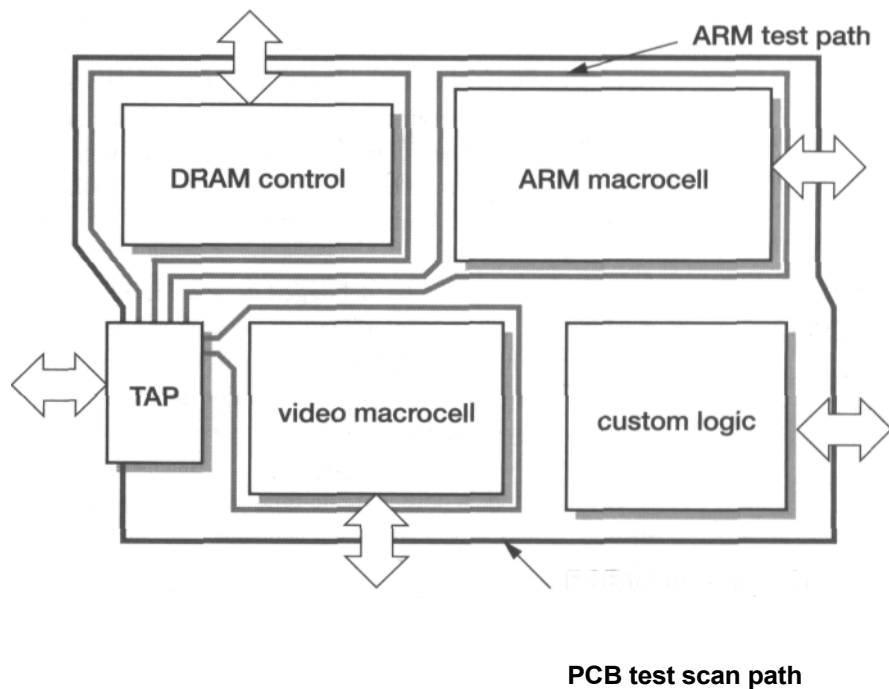 ARM test path
DRAM control
ARM macrocell
TAP
video macrocell
custom logic
PCB test scan path